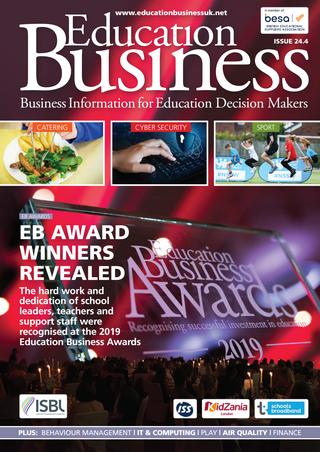 www.educationbusinessuk.net
A member of
besa
BRITISH EDUCATIONAL
SUPPLIERS ASSOCIATION
ISSUE 24.4
Education
Business
Business Information for Education Decision Makers
CATERING
CYBER SECURITY
SPORT
EB AWARDS
EB AWARD
WINNERS
REVEALED
The hard work and
dedication of school
leaders, teachers and
support staff were
recognised at the 2019
Education Business Awards
Education
Business
Awards
Recognising successful investment in education
2019
ISBL
ISS
KidZania
London
schools
broadband
PLUS: BEHAVIOUR MANAGEMENT | IT & COMPUTING | PLAY | AIR QUALITY | FINANCE